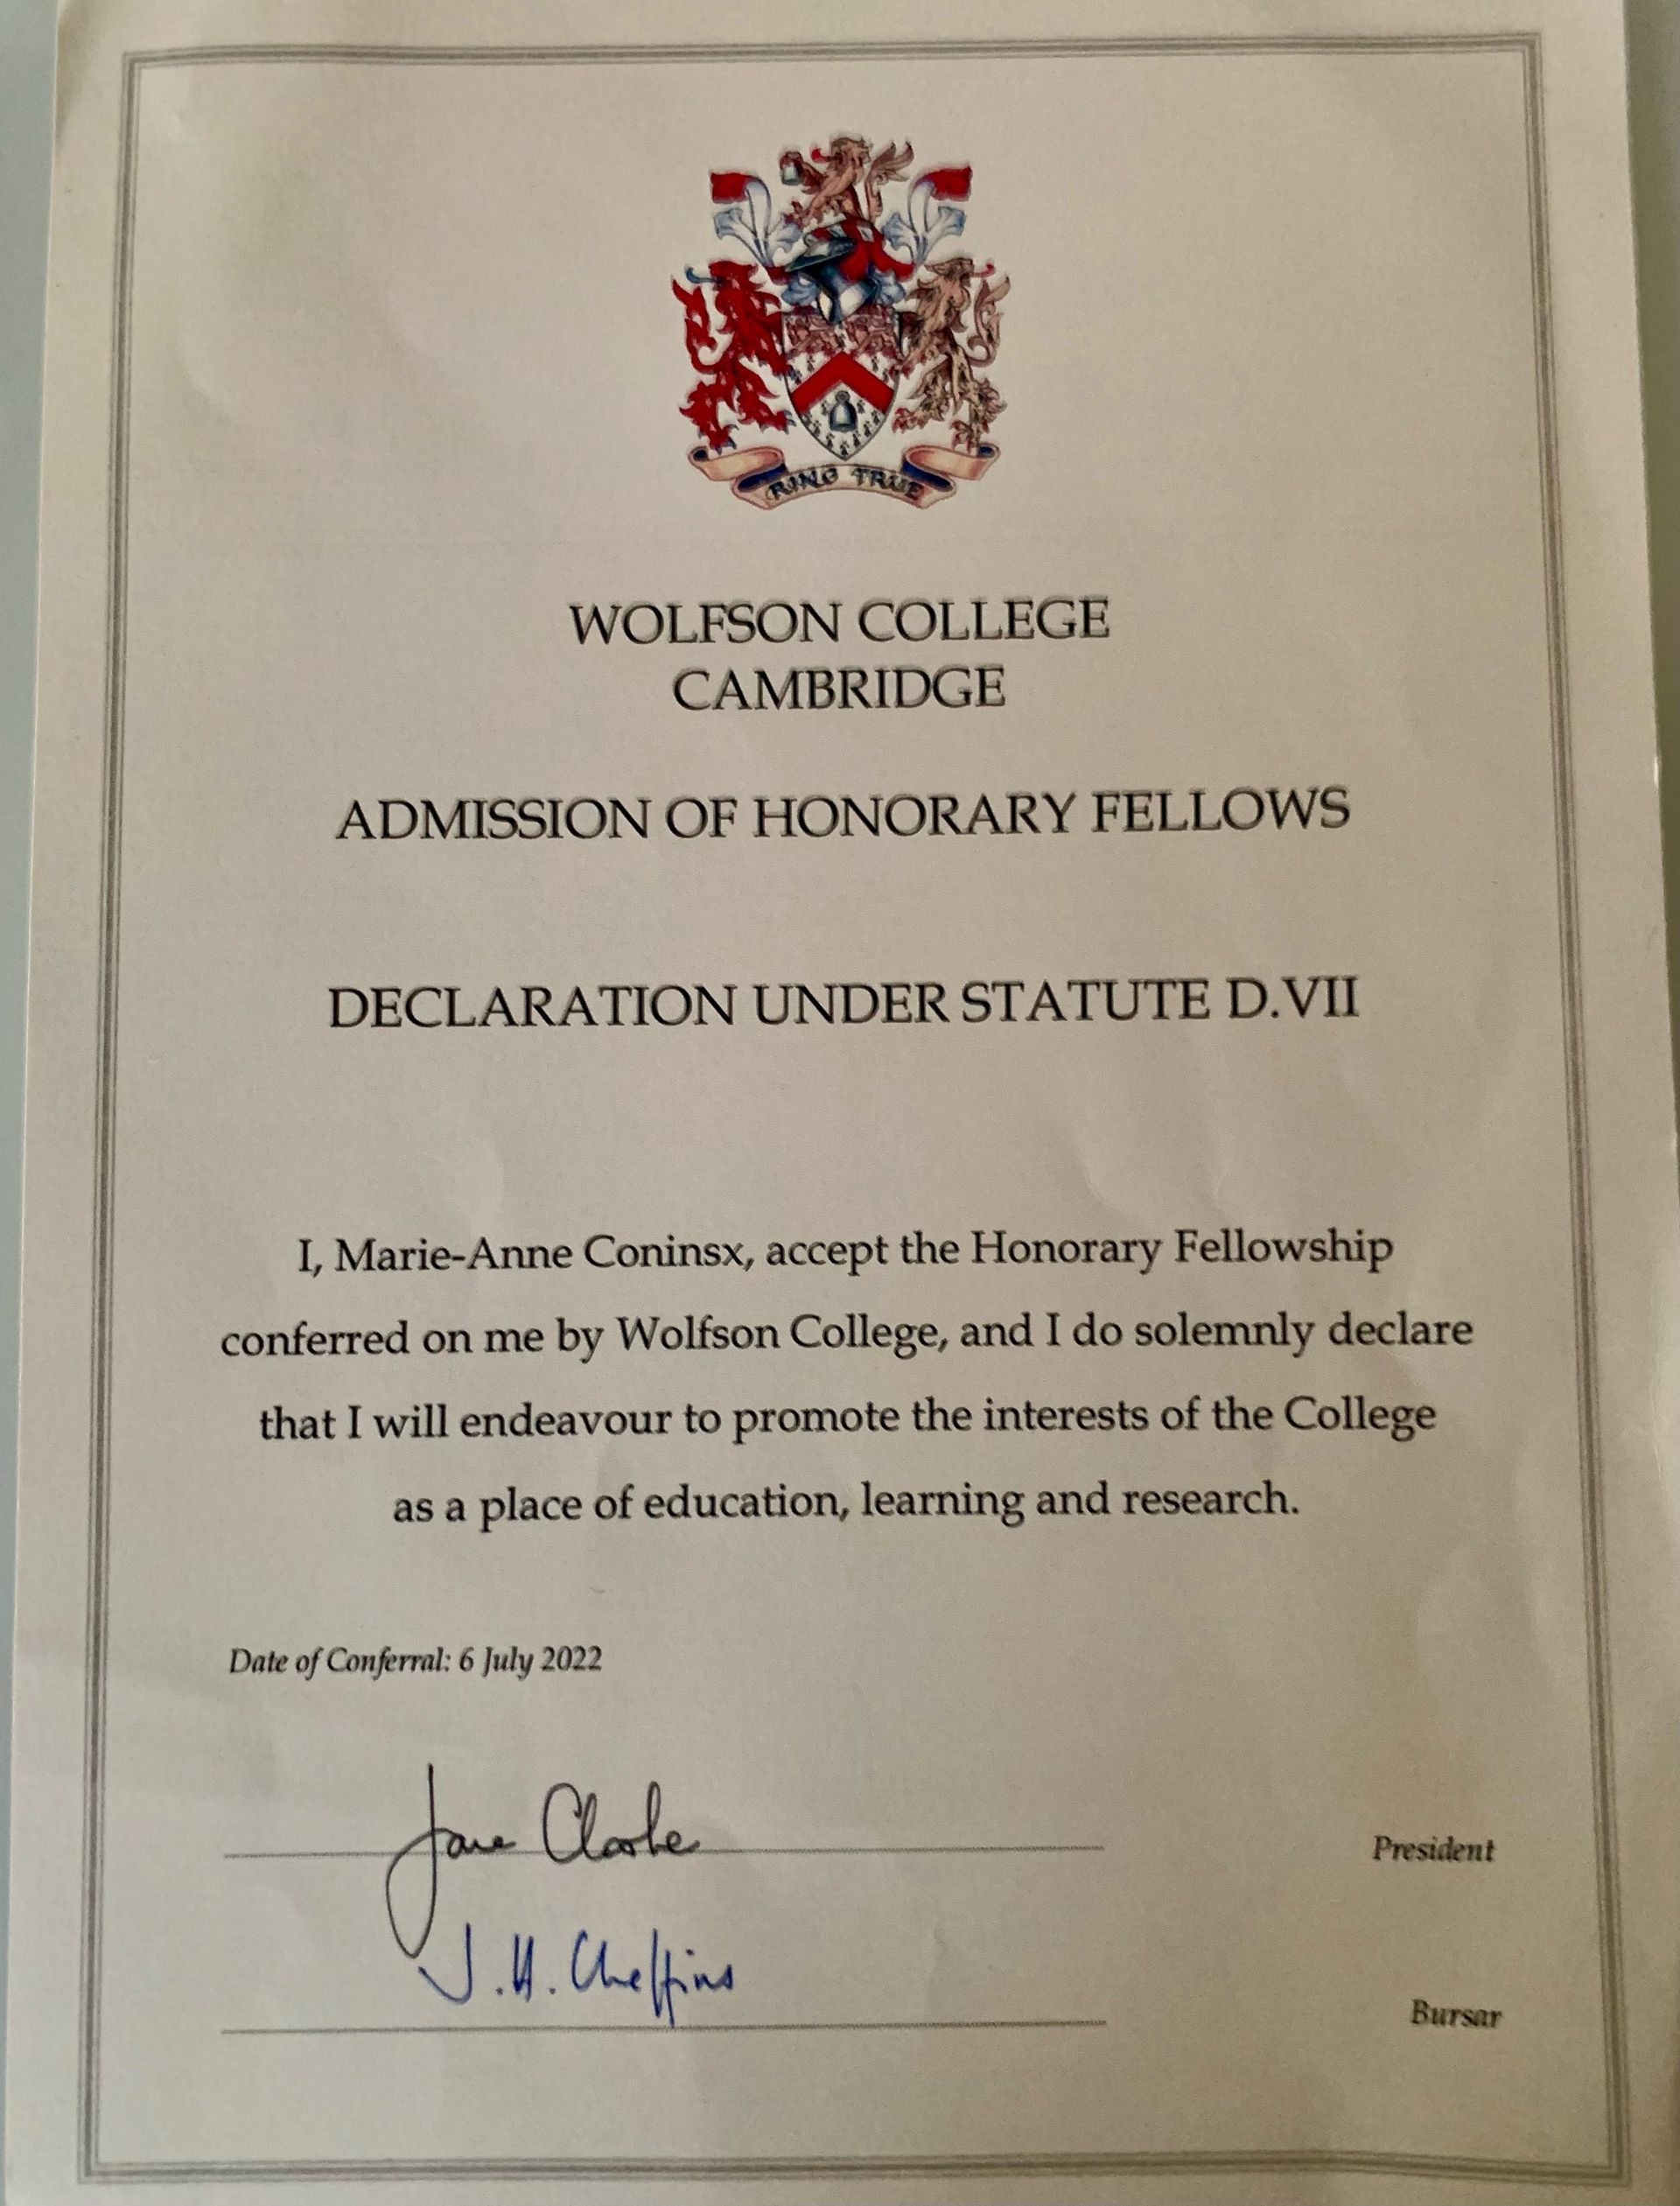 RING TRUE
WOLFSON COLLEGE
CAMBRIDGE
ADMISSION OF HONORARY FELLOWS
DECLARATION UNDER STATUTE D.VII
I, Marie-Anne Coninsx, accept the Honorary Fellowship
conferred on me by Wolfson College, and I do solemnly declare
that I will endeavour to promote the interests of the College
as a place of education, learning and research.
Date of Conferral: 6 July 2022
Jane Clarke
President
J. H. Cheffins
Bursar